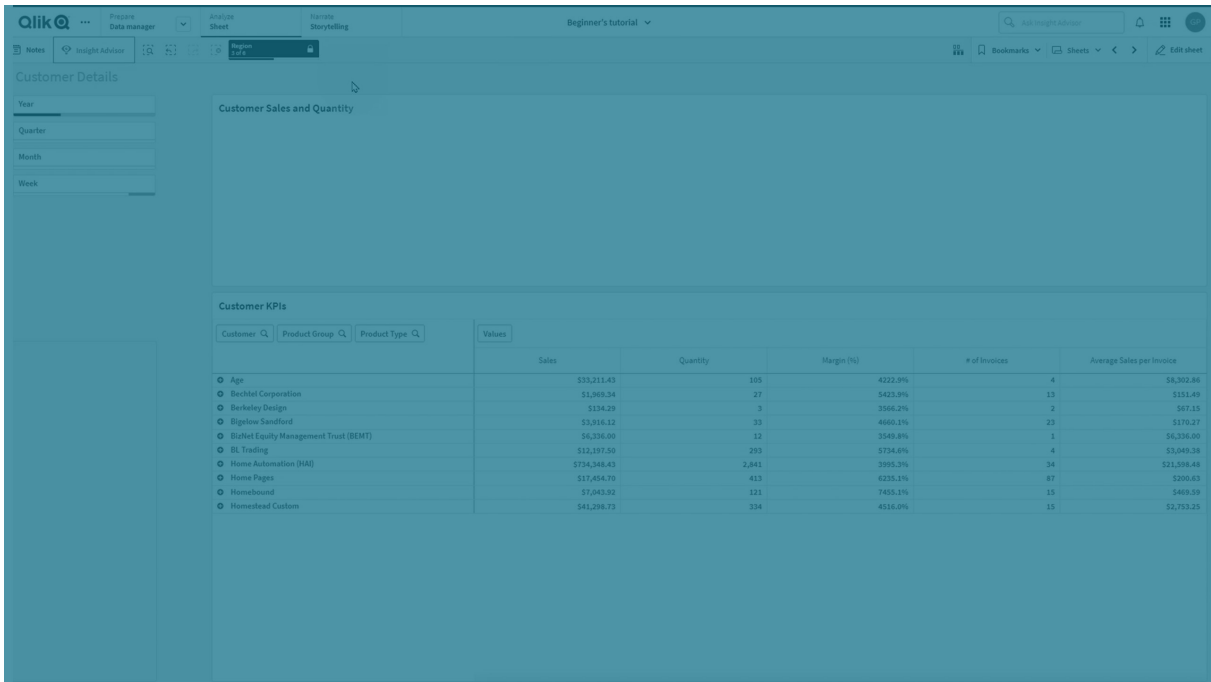 Qlik Q ... Prepare Analyze Narrate
Data manager Sheet Storytelling Beginner's tutorial Ask Insight Advisor
Notes Insight Advisor Region Bookmarks Sheets Edit sheet
Customer Details
Year
Quarter
Month
Week
Customer Sales and Quantity
Customer KPIs
Customer Product Group Product Type Values
Sales Quantity Margin (%) # of Invoices Average Sales per Invoice
Age $33,211.43 105 4222.9% 4 $8,302.86
Bechtel Corporation $1,969.34 27 5423.9% 13 $151.49
Berkeley Design $134.29 3 3566.2% 2 $67.15
Bigelow Sandford $3,916.12 33 4660.1% 23 $170.27
BizNet Equity Management Trust (BEMT) $6,336.00 12 3549.8% 1 $6,336.00
BL Trading $12,197.50 293 5734.6% 4 $3,049.38
Home Automation (HAI) $734,348.43 2,841 3995.3% 34 $21,598.48
Home Pages $17,454.70 413 6235.1% 87 $200.63
Homebound $7,043.92 121 7455.1% 15 $469.59
Homestead Custom $41,298.73 334 4516.0% 15 $2,753.25